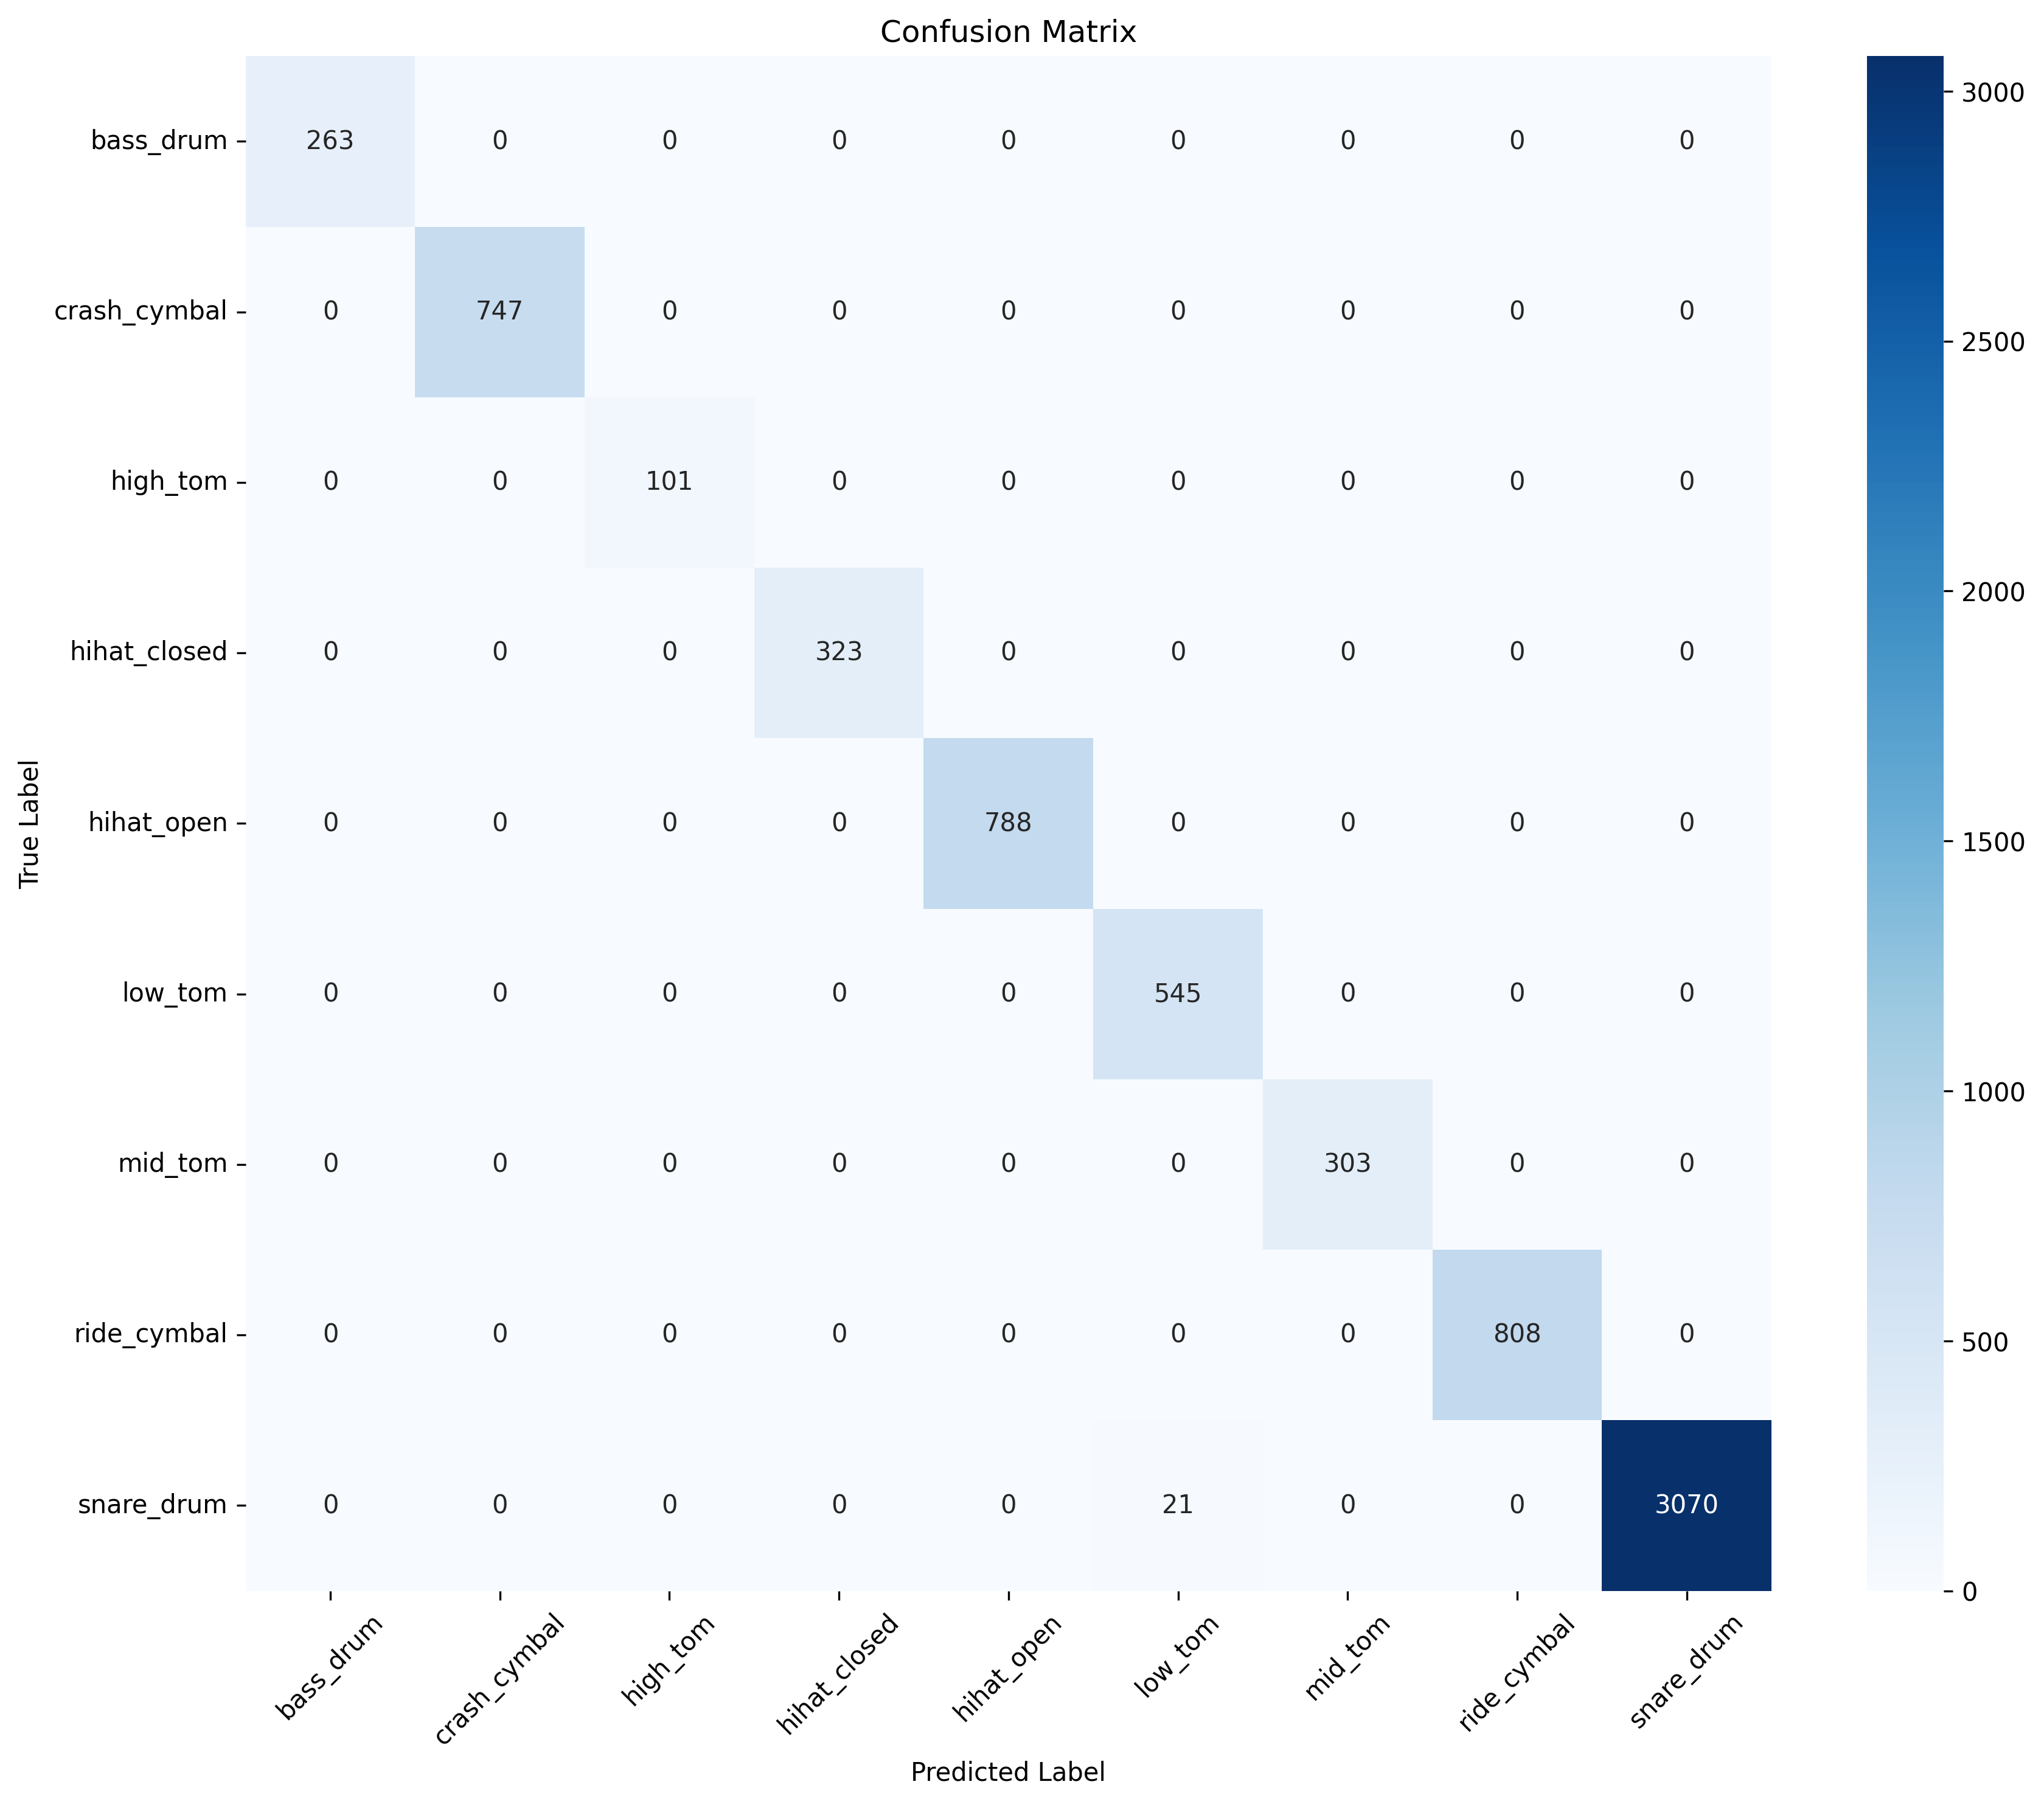 Confusion Matrix
bass_drum 263 0 0 0 0 0 0 0 0
crash_cymbal 0 747 0 0 0 0 0 0 0
high_tom 0 0 101 0 0 0 0 0 0
hihat_closed 0 0 0 323 0 0 0 0 0
hihat_open 0 0 0 0 788 0 0 0 0
low_tom 0 0 0 0 0 545 0 0 0
mid_tom 0 0 0 0 0 0 303 0 0
ride_cymbal 0 0 0 0 0 0 0 808 0
snare_drum 0 0 0 0 0 21 0 0 3070
True Label
bass_drum crash_cymbal high_tom hihat_closed hihat_open low_tom mid_tom ride_cymbal snare_drum
Predicted Label
3000
2500
2000
1500
1000
500
0